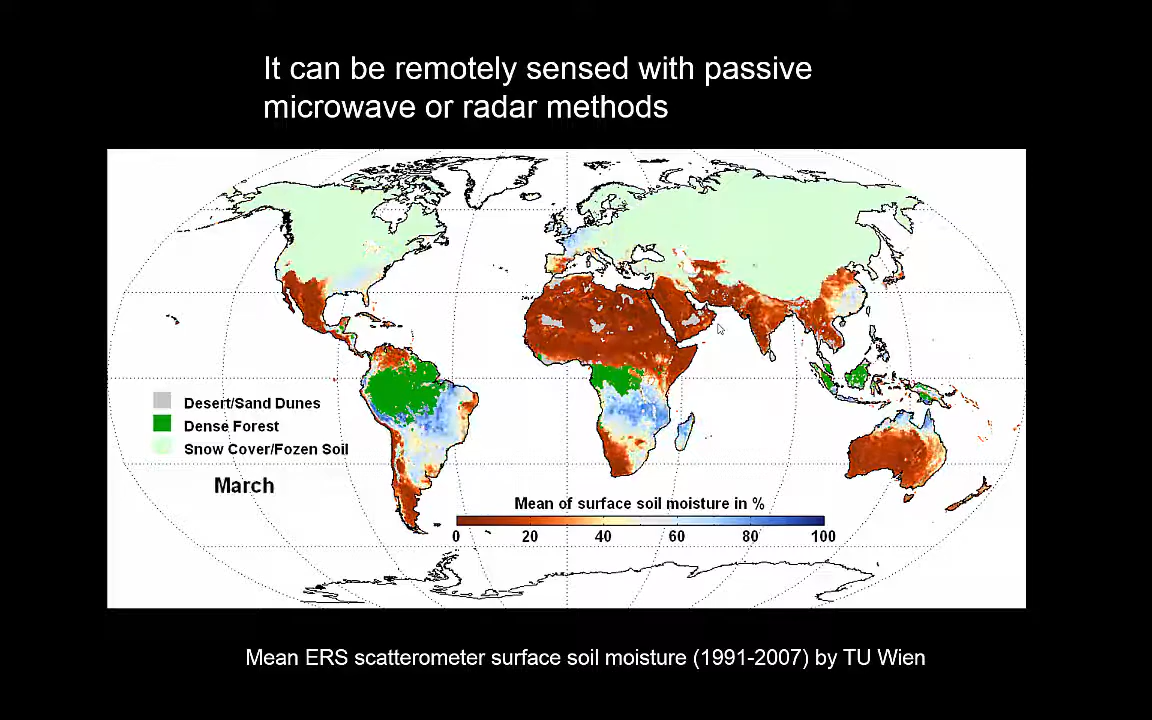 It can be remotely sensed with passive
microwave or radar methods
Desert/Sand Dunes
Dense Forest
Snow Cover/Fozen Soil
March
Mean of surface soil moisture in %
0 20 40 60 80 100
Mean ERS scatterometer surface soil moisture (1991-2007) by TU Wien